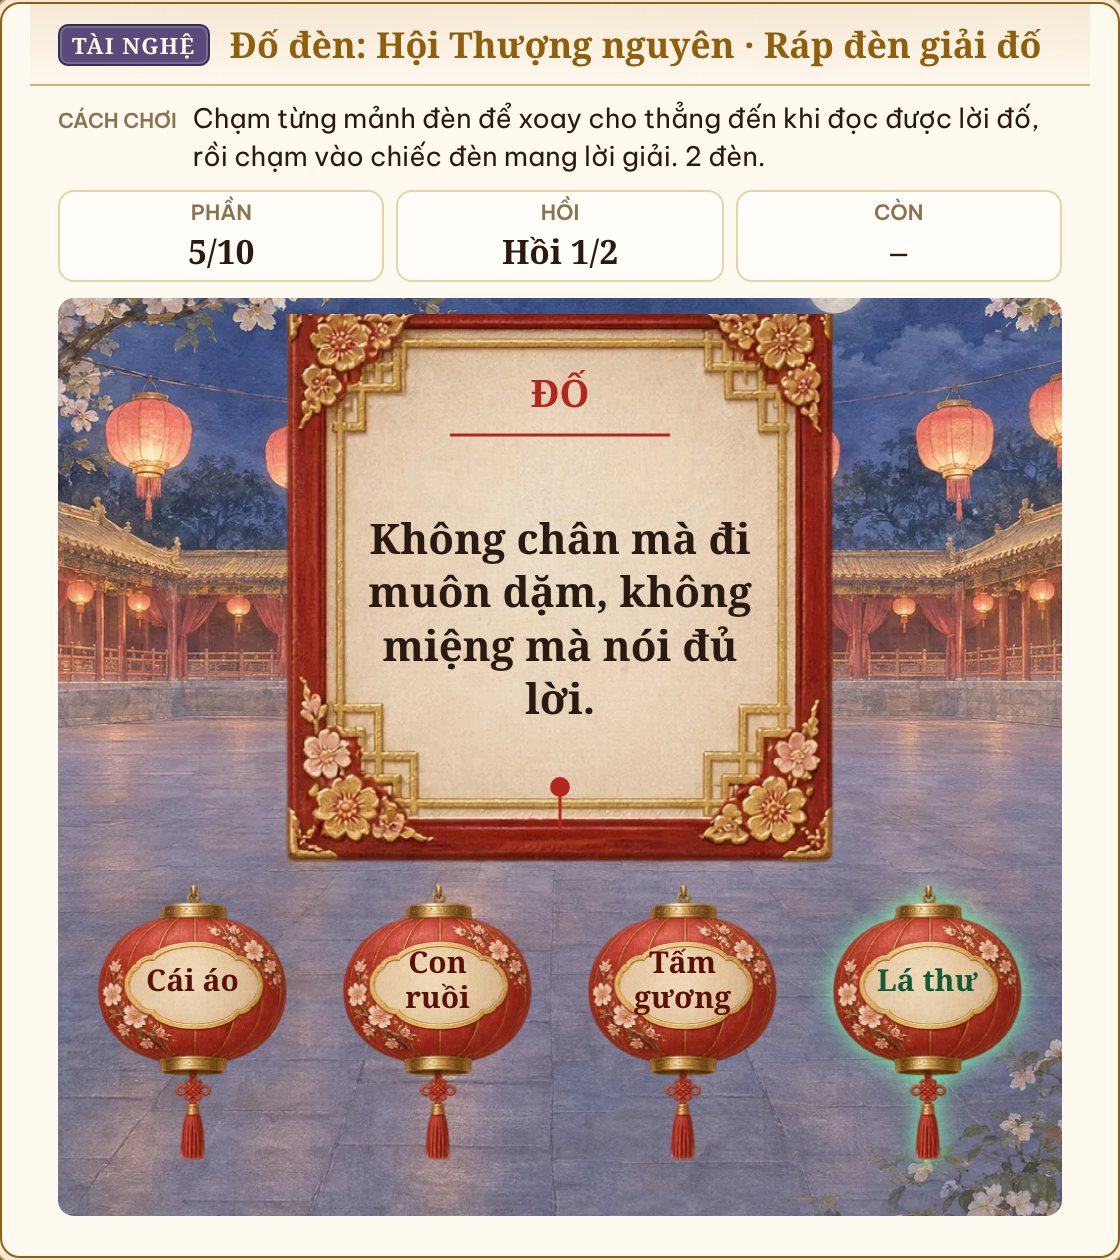 TÀI NGHỆ
Đố đèn: Hội Thượng nguyên · Ráp đèn giải đố
CÁCH CHƠI
Chạm từng mảnh đèn để xoay cho thẳng đến khi đọc được lời đố,
rồi chạm vào chiếc đèn mang lời giải. 2 đèn.
PHẦN
5/10
HỒI
Hồi 1/2
CÒN
–
ĐỐ
Không chân mà đi
muôn dặm, không
miệng mà nói đủ
lời.
Cái áo
Con
ruồi
Tấm
gương
Lá thư